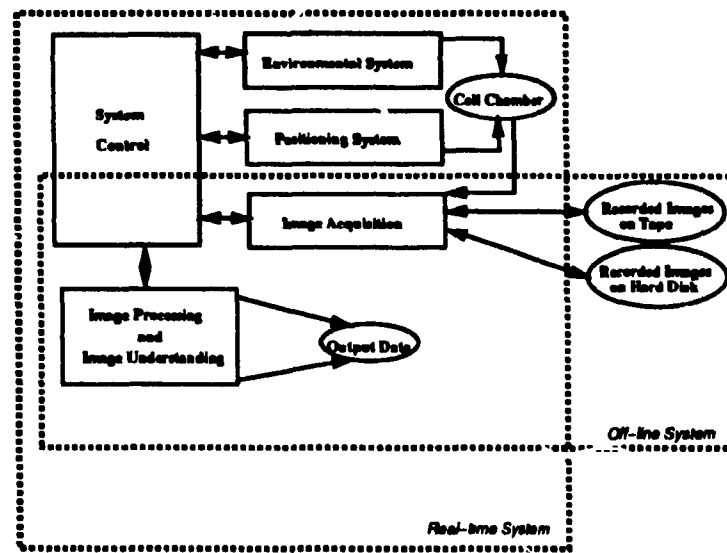 Environmental System
Cell Chamber
System
Control
Positioning System
Image Acquisition
Recorded Images
on Tape
Recorded Images
on Hard Disk
Image Processing
and
Image Understanding
Output Data
Off-line System
Real-time System